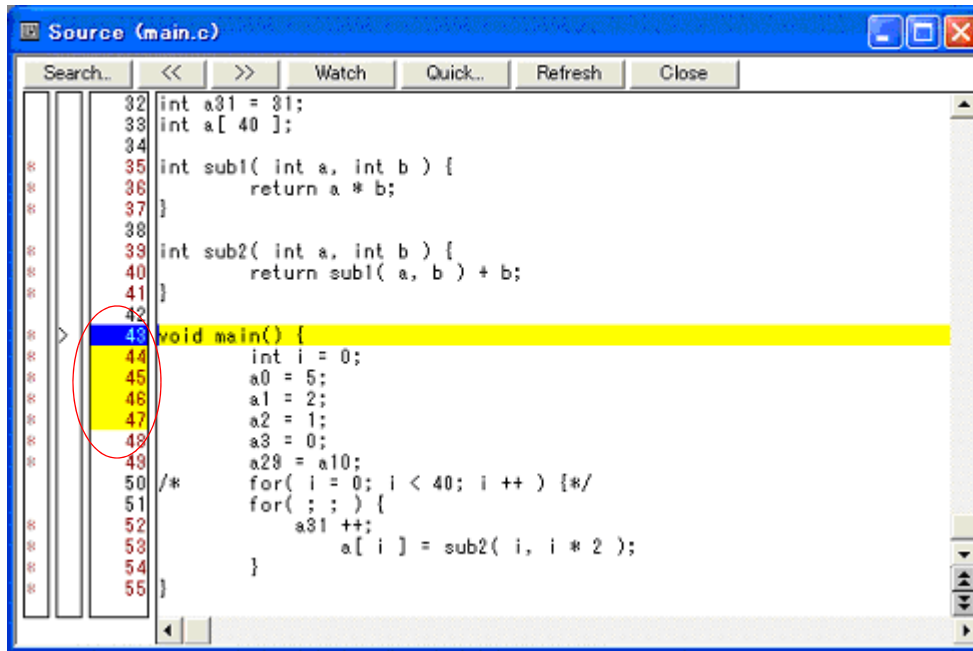 Source (main.c)
Search.. << >> Watch Quick... Refresh Close
32 int a31 = 31;
33 int a[ 40 ];
34
* 35 int sub1( int a, int b ) {
* 36 return a * b;
* 37 }
38
* 39 int sub2( int a, int b ) {
* 40 return sub1( a, b ) + b;
* 41 }
42
* > 43 void main() {
* 44 int i = 0;
* 45 a0 = 5;
* 46 a1 = 2;
* 47 a2 = 1;
* 48 a3 = 0;
* 49 a29 = a10;
50 /* for( i = 0; i < 40; i ++ ) {*/
51 for( ; ; ) {
* 52 a31 ++;
* 53 a[ i ] = sub2( i, i * 2 );
* 54 }
* 55 }